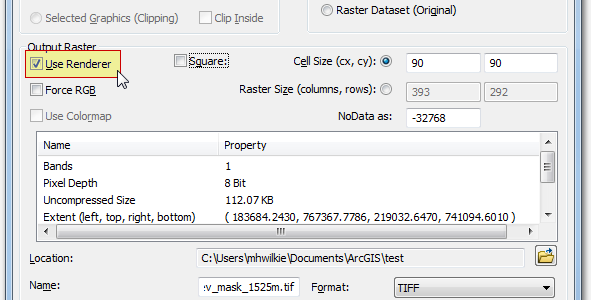 Selected Graphics (Clipping)
Clip Inside
Raster Dataset (Original)
Output Raster
Use Renderer
Square:
Cell Size (cx, cy):
90
90
Force RGB
Raster Size (columns, rows):
393
292
Use Colormap
NoData as:
-32768
Name
Property
Bands
1
Pixel Depth
8 Bit
Uncompressed Size
112.07 KB
Extent (left, top, right, bottom)
( 183684.2430, 767367.7786, 219032.6470, 741094.6010 )
Location:
C:\Users\mhwilkie\Documents\ArcGIS\test
Name:
v_mask_1525m.tif
Format:
TIFF